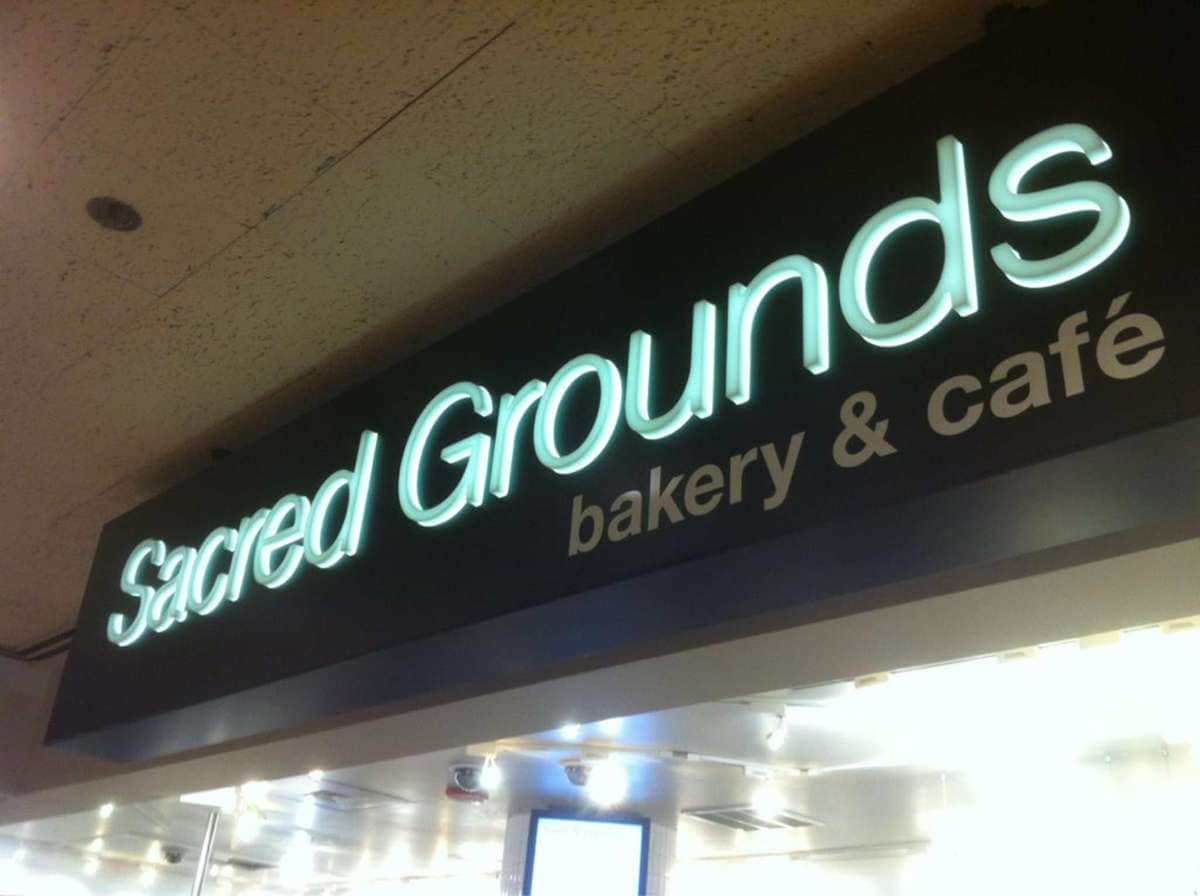 Sacred Grounds
bakery & café